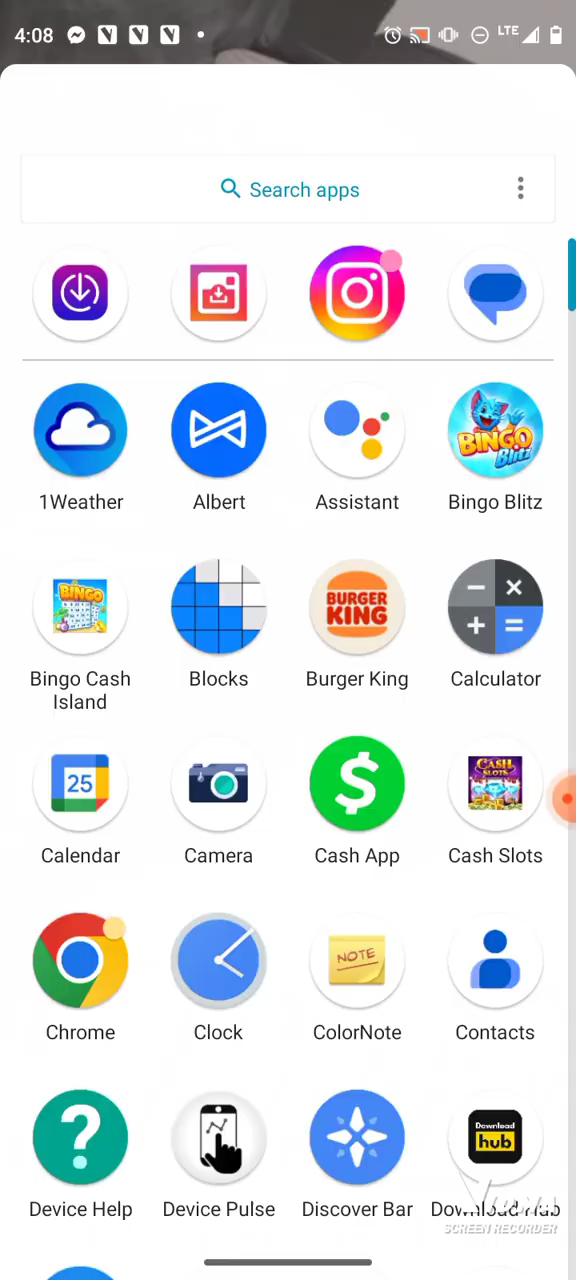 4:08
LTE
Search apps
1Weather
Albert
Assistant
BINGO
Blitz
Bingo Blitz
BINGO
BURGER
KING
Bingo Cash
Island
Blocks
Burger King
Calculator
25
CASH
SLOTS
Calendar
Camera
Cash App
Cash Slots
NOTE
Chrome
Clock
ColorNote
Contacts
Download
hub
Device Help
Device Pulse
Discover Bar
Download Hub
SCREEN RECORDER